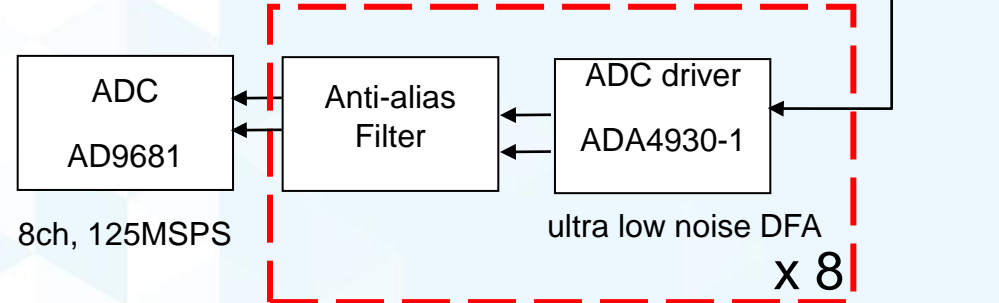 ADC
AD9681
Anti-alias
Filter
ADC driver
ADA4930-1
8ch, 125MSPS
ultra low noise DFA
x 8